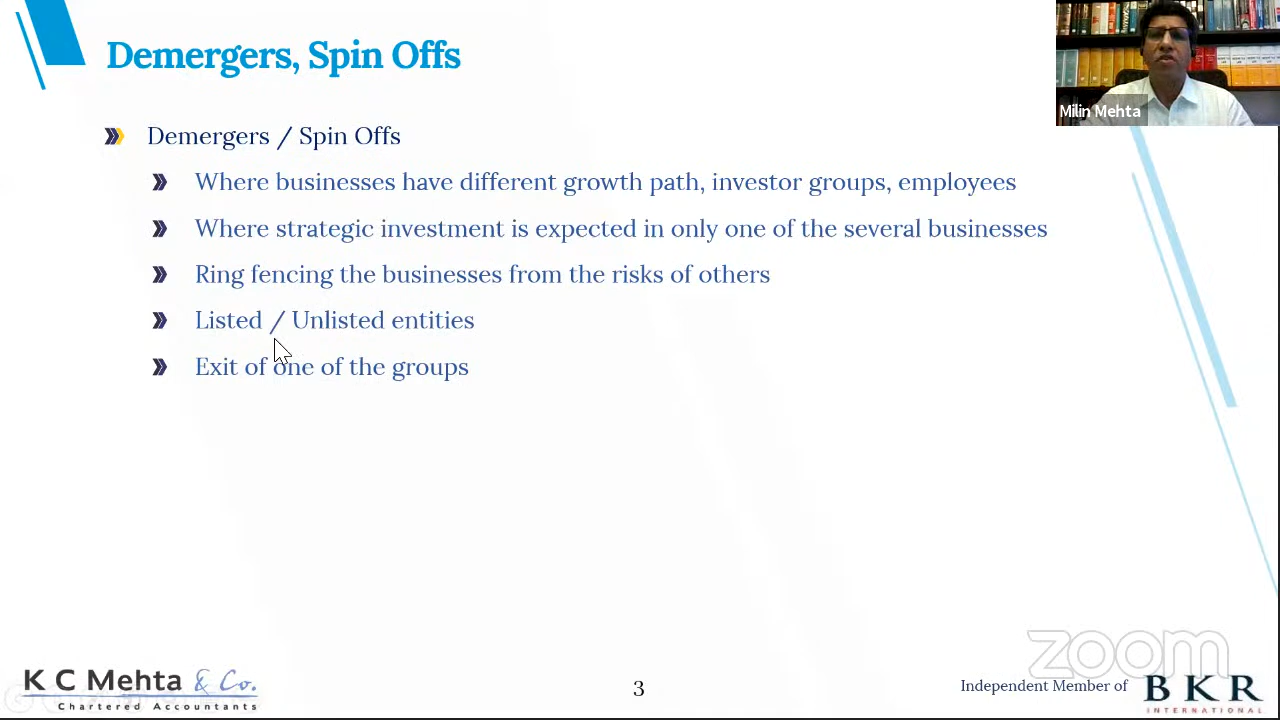 Demergers, Spin Offs
Milin Mehta
Demergers / Spin Offs
Where businesses have different growth path, investor groups, employees
Where strategic investment is expected in only one of the several businesses
Ring fencing the businesses from the risks of others
Listed / Unlisted entities
Exit of one of the groups
zoom
K C Mehta & Co.
Chartered Accountants
3
Independent Member of
BKR
INTERNATIONAL